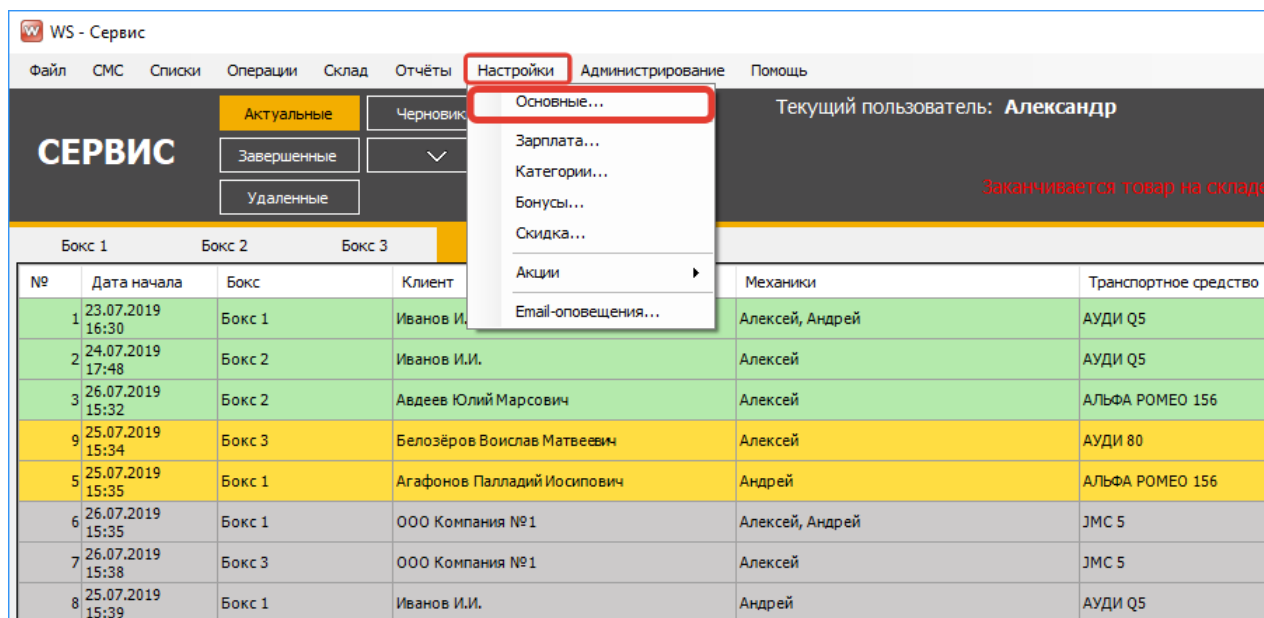 WS - Сервис
Файл СМС Списки Операции Склад Отчёты Настройки Администрирование Помощь
СЕРВИС
Актуальные
Завершенные
Удаленные
Основные...
Зарплата...
Категории...
Бонусы...
Скидка...
Акции
Email-оповещения...
Текущий пользователь: Александр
Заканчивается товар на
Бокс 1 Бокс 2 Бокс 3
№ Дата начала Бокс Клиент Механики Транспортное средство
1 23.07.2019 16:30 Бокс 1 Иванов И. Алексей, Андрей АУДИ Q5
2 24.07.2019 17:48 Бокс 2 Иванов И.И. Алексей АУДИ Q5
3 26.07.2019 15:32 Бокс 2 Авдеев Юлий Марсович Алексей АЛЬФА РОМЕО 156
9 25.07.2019 15:34 Бокс 3 Белозёров Воислав Матвеевич Алексей АУДИ 80
5 25.07.2019 15:35 Бокс 1 Агафонов Палладий Иосипович Андрей АЛЬФА РОМЕО 156
6 26.07.2019 15:35 Бокс 1 ООО Компания №1 Алексей, Андрей JMC 5
7 26.07.2019 15:38 Бокс 3 ООО Компания №1 Алексей JMC 5
8 25.07.2019 15:39 Бокс 1 Иванов И.И. Андрей АУДИ Q5